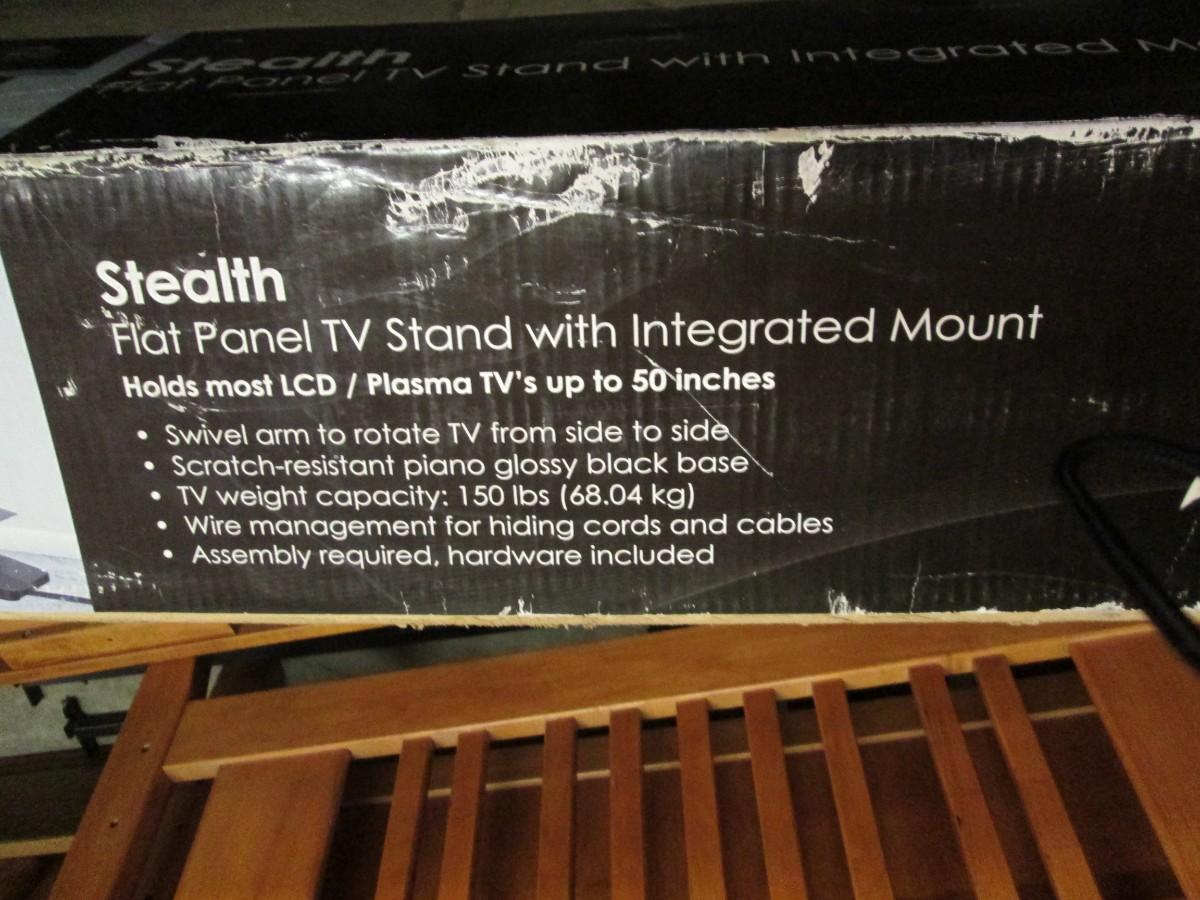 Stealth
Flat Panel TV Stand with Integrated
Stealth
Flat Panel TV Stand with Integrated Mount
Holds most LCD / Plasma TV's up to 50 inches
• Swivel arm to rotate TV from side to side
• Scratch-resistant piano glossy black base
• TV weight capacity: 150 lbs (68.04 kg)
• Wire management for hiding cords and cables
• Assembly required, hardware included